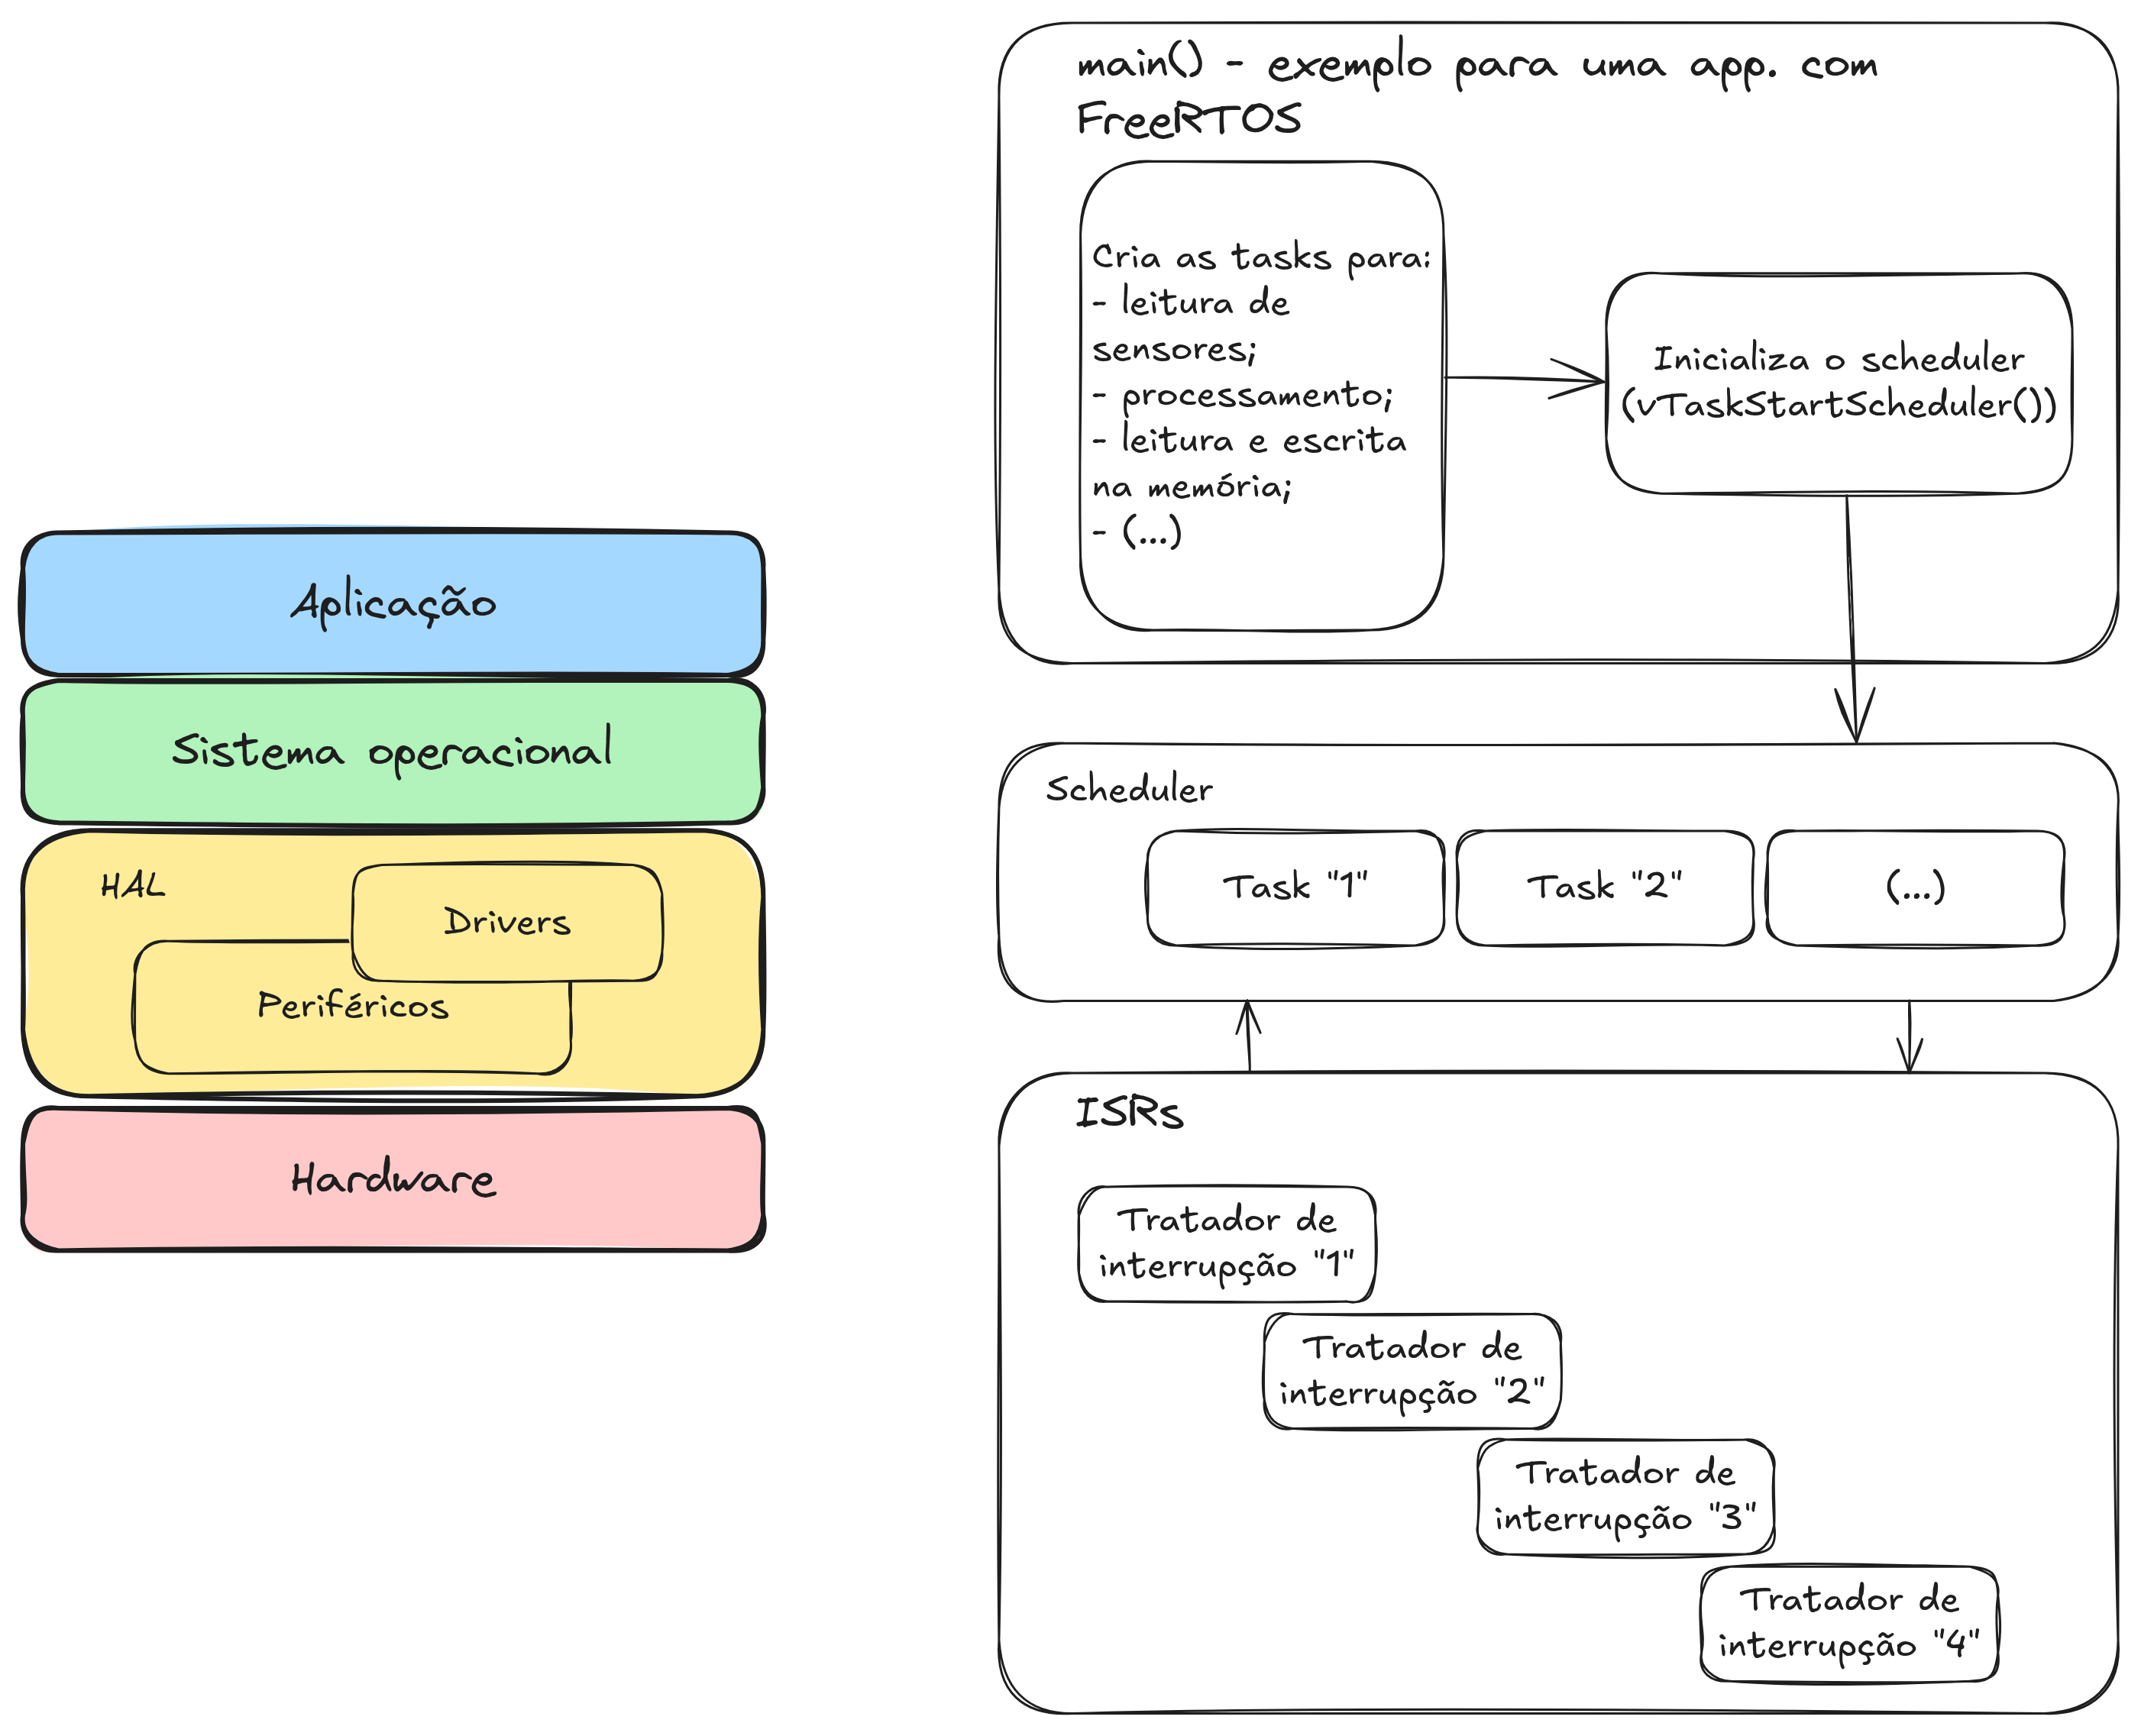 Aplicação
Sistema operacional
HAL
Drivers
Periféricos
Hardware
main() - exemplo para uma app. com
FreeRTOS
Cria as tasks para:
- leitura de
sensores;
- processamento;
- leitura e escrita
na memória;
- (...)
Inicializa o scheduler
(vTaskStartScheduler())
Scheduler
Task "1"
Task "2"
(...)
ISRs
Tratador de
interrupção "1"
Tratador de
interrupção "2"
Tratador de
interrupção "3"
Tratador de
interrupção "4"